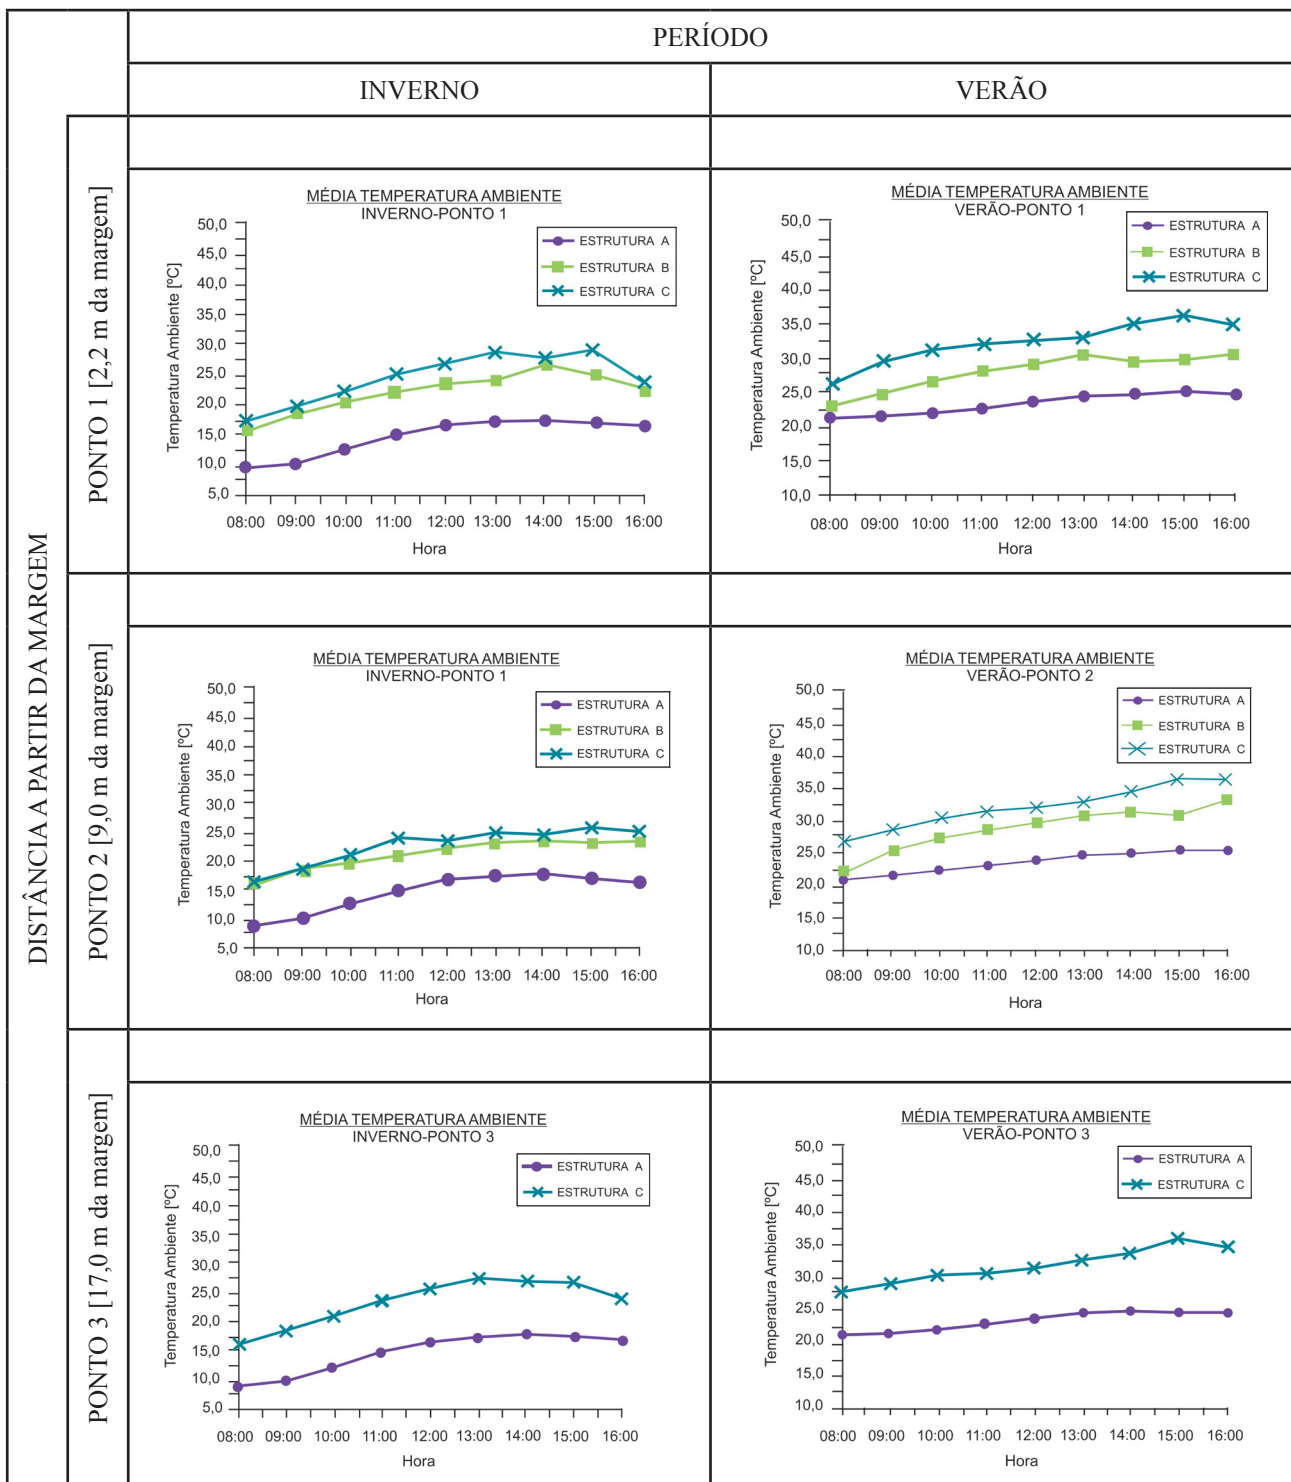 PERÍODO
INVERNO
VERÃO
DISTÂNCIA A PARTIR DA MARGEM
PONTO 1 [2,2 m da margem]
MÉDIA TEMPERATURA AMBIENTE
INVERNO-PONTO 1
Temperatura Ambiente [ºC]
50,0
45,0
40,0
35,0
30,0
25,0
20,0
15,0
10,0
5,0
ESTRUTURA A
ESTRUTURA B
ESTRUTURA C
08:00 09:00 10:00 11:00 12:00 13:00 14:00 15:00 16:00
Hora
MÉDIA TEMPERATURA AMBIENTE
VERÃO-PONTO 1
Temperatura Ambiente [ºC]
50,0
45,0
40,0
35,0
30,0
25,0
20,0
15,0
10,0
ESTRUTURA A
ESTRUTURA B
ESTRUTURA C
08:00 09:00 10:00 11:00 12:00 13:00 14:00 15:00 16:00
Hora
PONTO 2 [9,0 m da margem]
MÉDIA TEMPERATURA AMBIENTE
INVERNO-PONTO 1
Temperatura Ambiente [ºC]
50,0
45,0
40,0
35,0
30,0
25,0
20,0
15,0
10,0
5,0
ESTRUTURA A
ESTRUTURA B
ESTRUTURA C
08:00 09:00 10:00 11:00 12:00 13:00 14:00 15:00 16:00
Hora
MÉDIA TEMPERATURA AMBIENTE
VERÃO-PONTO 2
Temperatura Ambiente [ºC]
50,0
45,0
40,0
35,0
30,0
25,0
20,0
15,0
10,0
ESTRUTURA A
ESTRUTURA B
ESTRUTURA C
08:00 09:00 10:00 11:00 12:00 13:00 14:00 15:00 16:00
Hora
PONTO 3 [17,0 m da margem]
MÉDIA TEMPERATURA AMBIENTE
INVERNO-PONTO 3
Temperatura Ambiente [ºC]
50,0
45,0
40,0
35,0
30,0
25,0
20,0
15,0
10,0
5,0
ESTRUTURA A
ESTRUTURA C
08:00 09:00 10:00 11:00 12:00 13:00 14:00 15:00 16:00
Hora
MÉDIA TEMPERATURA AMBIENTE
VERÃO-PONTO 3
Temperatura Ambiente [ºC]
50,0
45,0
40,0
35,0
30,0
25,0
20,0
15,0
10,0
ESTRUTURA A
ESTRUTURA C
08:00 09:00 10:00 11:00 12:00 13:00 14:00 15:00 16:00
Hora